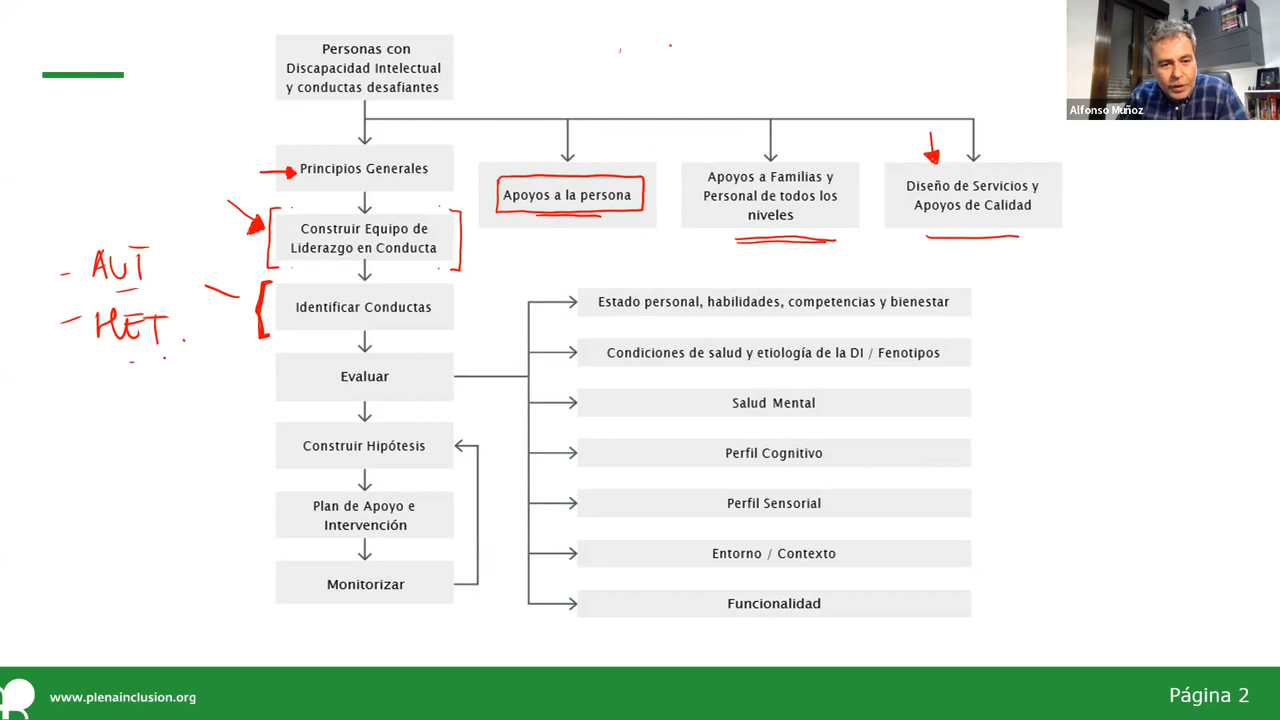 Personas con
Discapacidad Intelectual
y conductas desafiantes
Alfonso Muñoz
Principios Generales
Apoyos a la persona
Apoyos a Familias y
Personal de todos los
niveles
Diseño de Servicios y
Apoyos de Calidad
Construir Equipo de
Liderazgo en Conducta
- AUT
- HET.
Identificar Conductas
Evaluar
Construir Hipótesis
Plan de Apoyo e
Intervención
Monitorizar
Estado personal, habilidades, competencias y bienestar
Condiciones de salud y etiología de la DI / Fenotipos
Salud Mental
Perfil Cognitivo
Perfil Sensorial
Entorno / Contexto
Funcionalidad
www.plenainclusion.org
Página 2